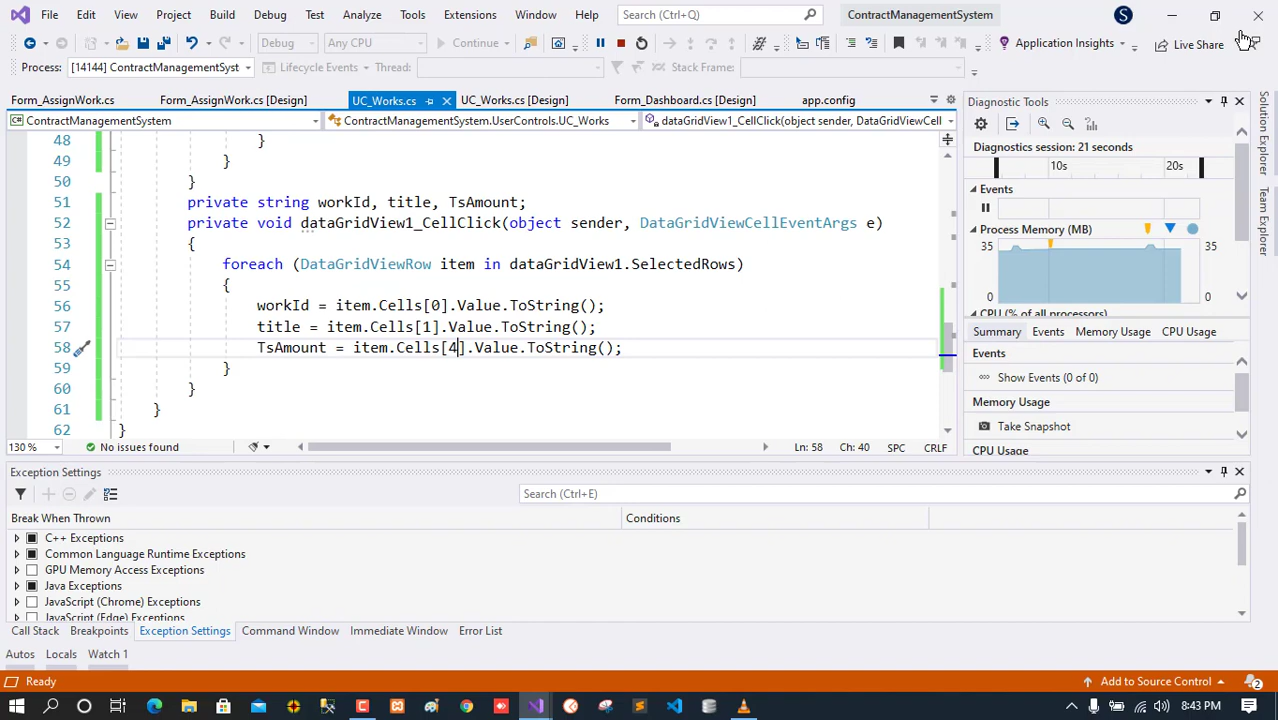 File Edit View Project Build Debug Test Analyze Tools Extensions Window Help Search (Ctrl+Q) ContractManagementSystem S
Debug Any CPU Continue Application Insights Live Share
Process: [14144] ContractManagementSyst Lifecycle Events Thread: Stack Frame:
Form_AssignWork.cs Form_AssignWork.cs [Design] UC_Works.cs UC_Works.cs [Design] Form_Dashboard.cs [Design] app.config
ContractManagementSystem ContractManagementSystem.UserControls.UC_Works dataGridView1_CellClick(object sender, DataGridViewCell
48 }
49 }
50 }
51 private string workId, title, TsAmount;
52 private void dataGridView1_CellClick(object sender, DataGridViewCellEventArgs e)
53 {
54 foreach (DataGridViewRow item in dataGridView1.SelectedRows)
55 {
56 workId = item.Cells[0].Value.ToString();
57 title = item.Cells[1].Value.ToString();
58 TsAmount = item.Cells[4].Value.ToString();
59 }
60 }
61 }
62 }
130 % No issues found Ln: 58 Ch: 40 SPC CRLF
Diagnostic Tools
Diagnostics session: 21 seconds
10s 20s
Events
Process Memory (MB)
35 35
0 0
CPU (% of all processors)
Summary Events Memory Usage CPU Usage
Events
Show Events (0 of 0)
Memory Usage
Take Snapshot
CPU Usage
Solution Explorer
Team Explorer
Exception Settings
Search (Ctrl+E)
Break When Thrown Conditions
C++ Exceptions
Common Language Runtime Exceptions
GPU Memory Access Exceptions
Java Exceptions
JavaScript (Chrome) Exceptions
JavaScript (Edge) Exceptions
Call Stack Breakpoints Exception Settings Command Window Immediate Window Error List
Autos Locals Watch 1
Ready Add to Source Control 2
8:43 PM